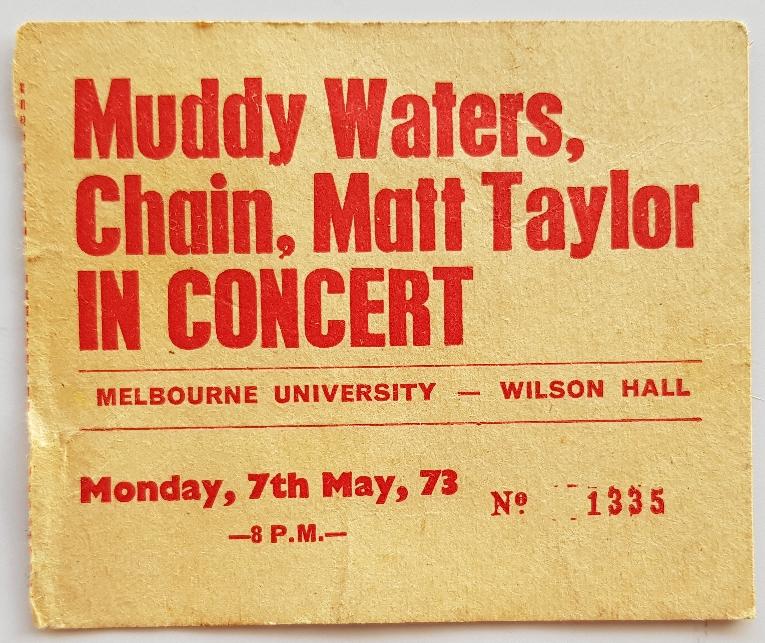 Muddy Waters,
Chain, Matt Taylor
IN CONCERT
MELBOURNE UNIVERSITY — WILSON HALL
Monday, 7th May, 73
Nº 1335
—8 P.M.—